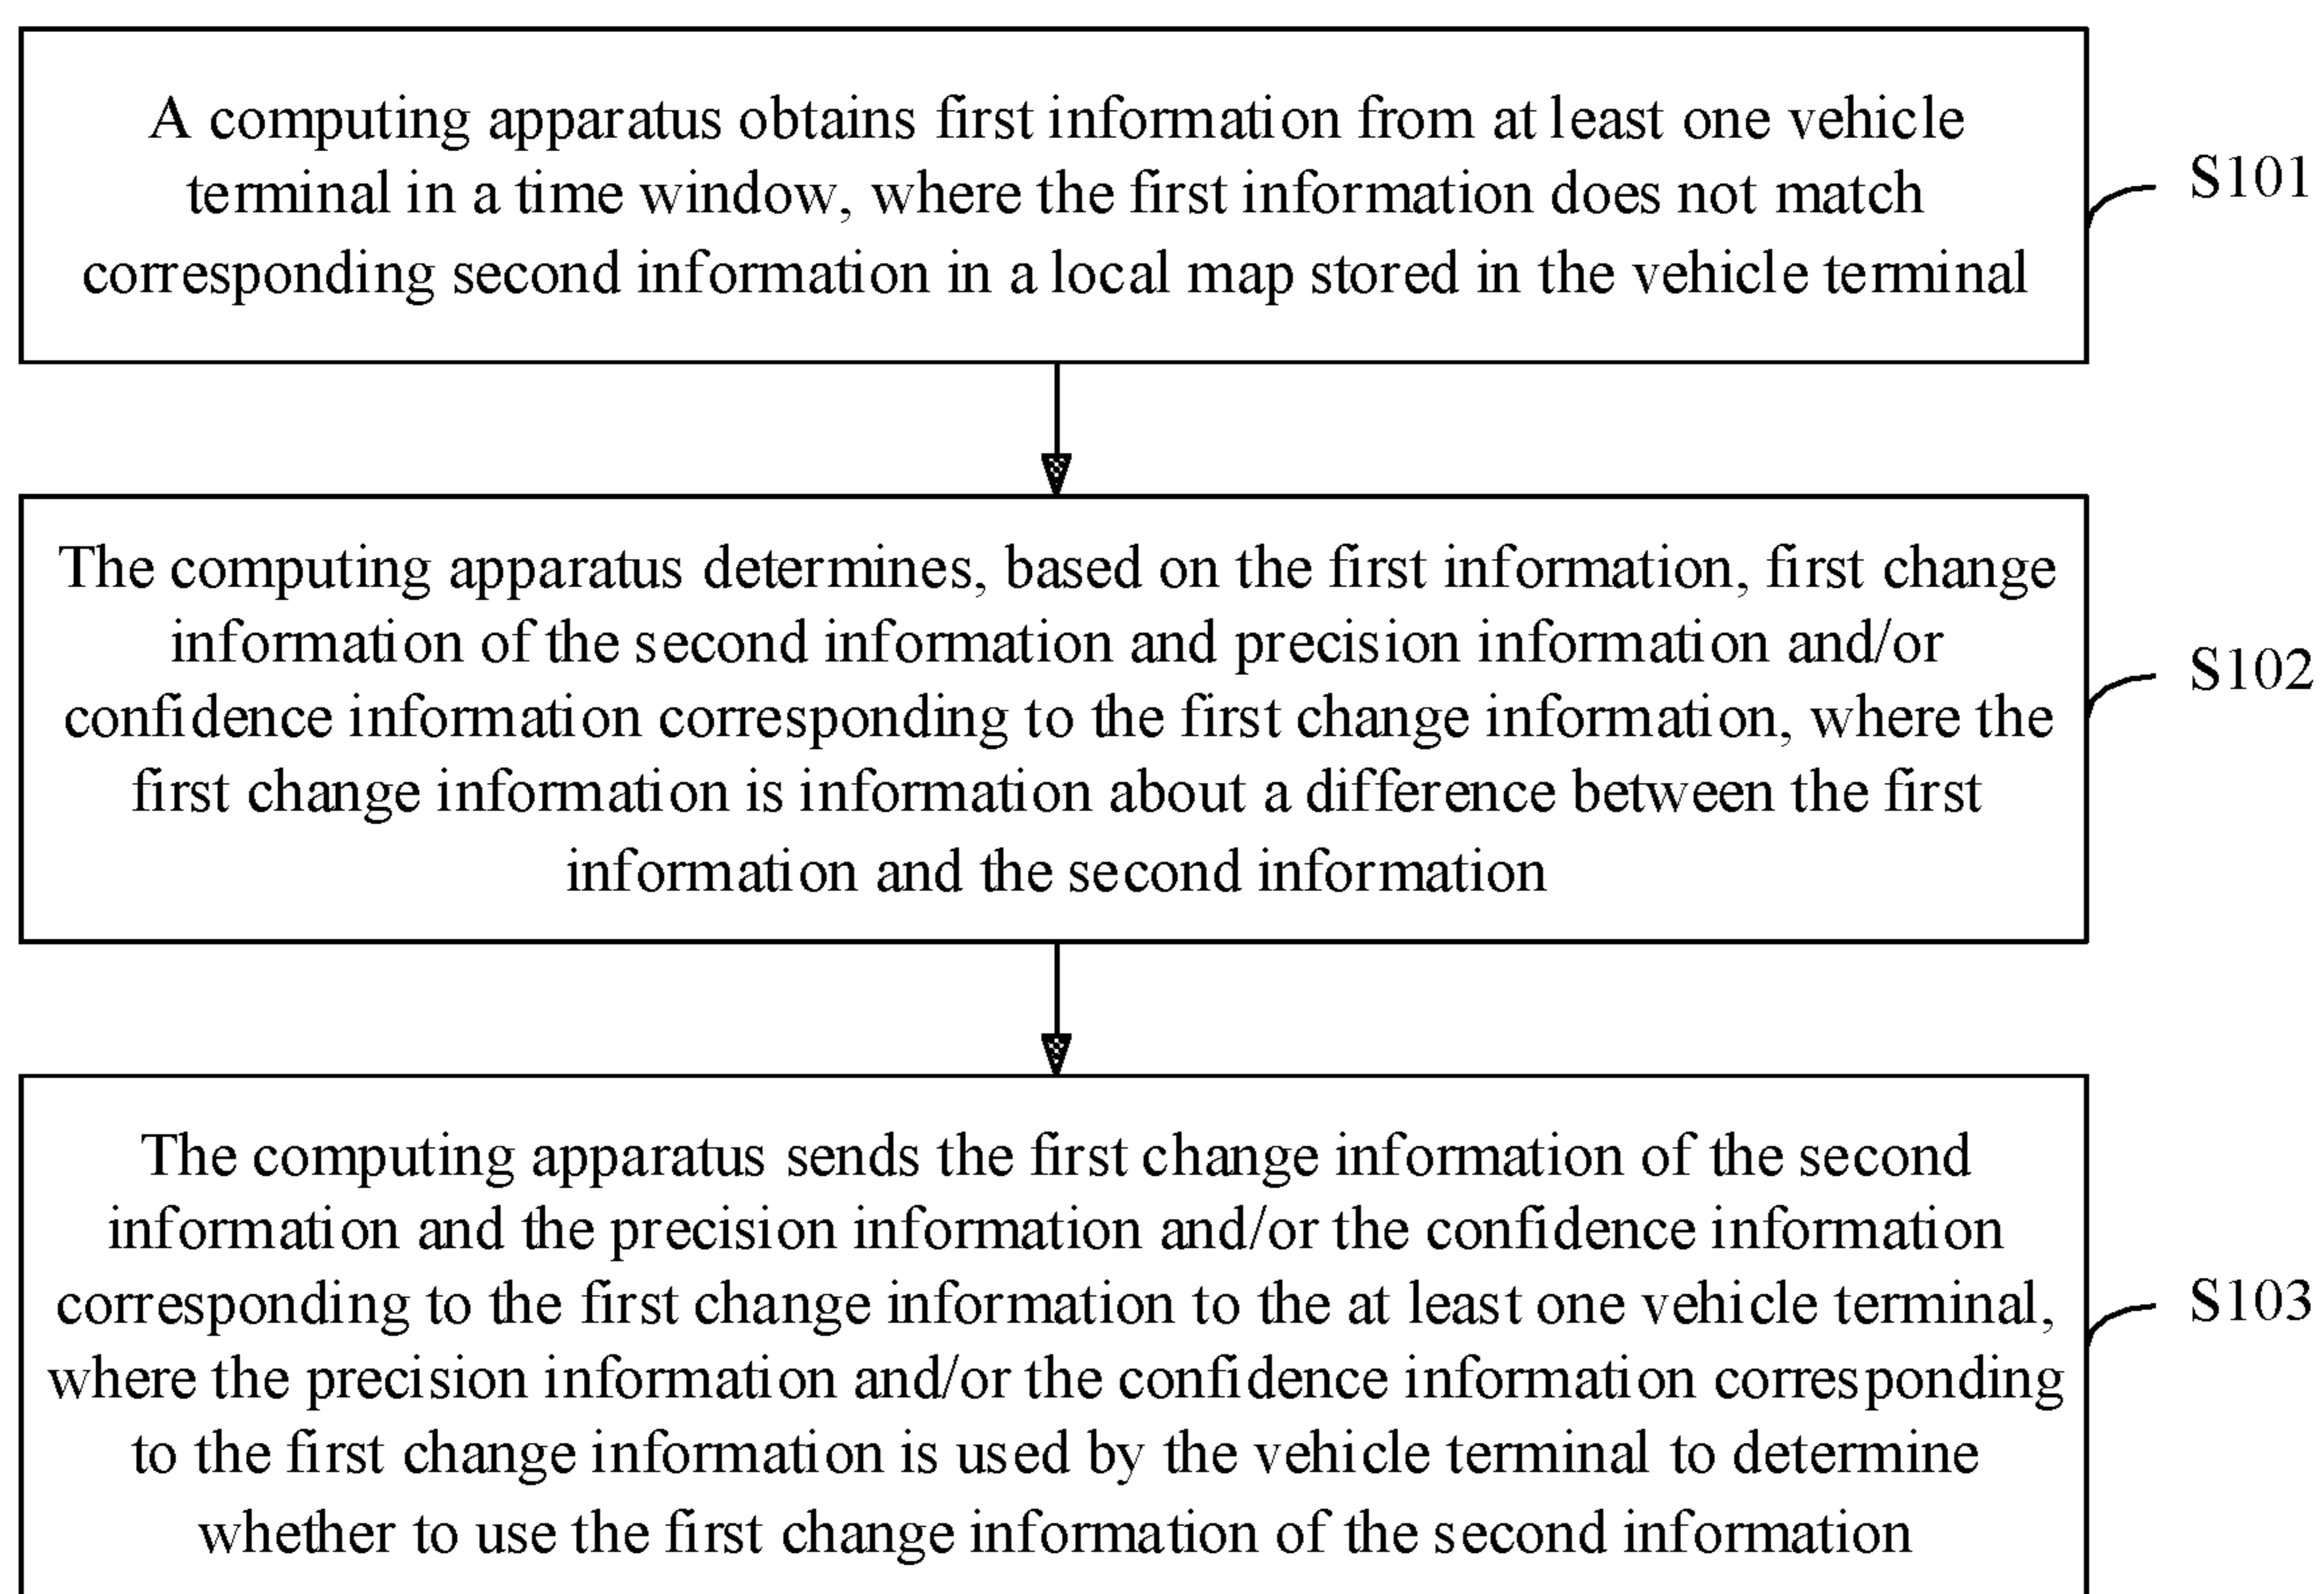 A computing apparatus obtains first information from at least one vehicle
terminal in a time window, where the first information does not match
corresponding second information in a local map stored in the vehicle terminal
S101
The computing apparatus determines, based on the first information, first change
information of the second information and precision information and/or
confidence information corresponding to the first change information, where the
first change information is information about a difference between the first
information and the second information
S102
The computing apparatus sends the first change information of the second
information and the precision information and/or the confidence information
corresponding to the first change information to the at least one vehicle terminal,
where the precision information and/or the confidence information corresponding
to the first change information is used by the vehicle terminal to determine
whether to use the first change information of the second information
S103